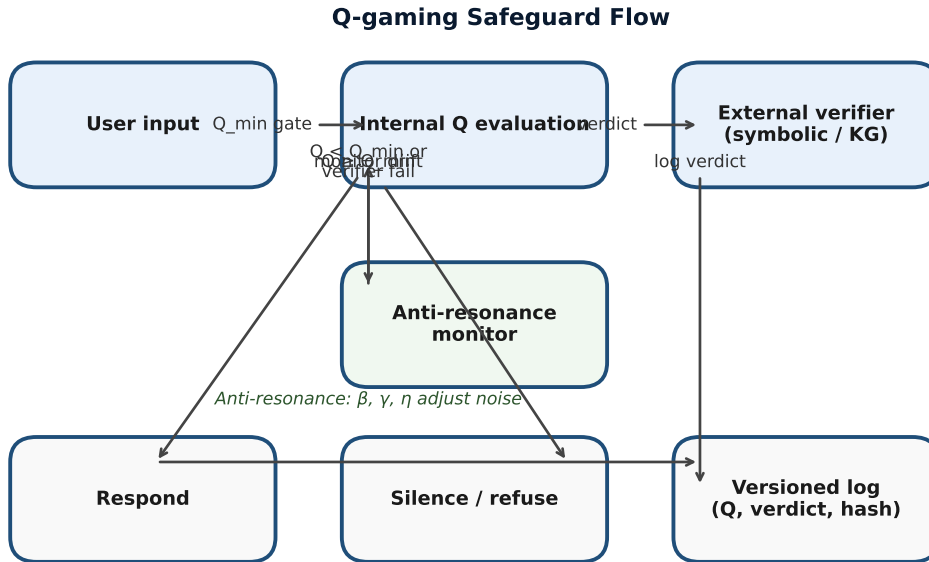 Q-gaming Safeguard Flow
User input
Q_min gate
Internal Q evaluation
verdict
External verifier
(symbolic / KG)
Q < Q_min or
verifier fail
log verdict
Anti-resonance
monitor
Anti-resonance: β, γ, η adjust noise
Respond
Silence / refuse
Versioned log
(Q, verdict, hash)